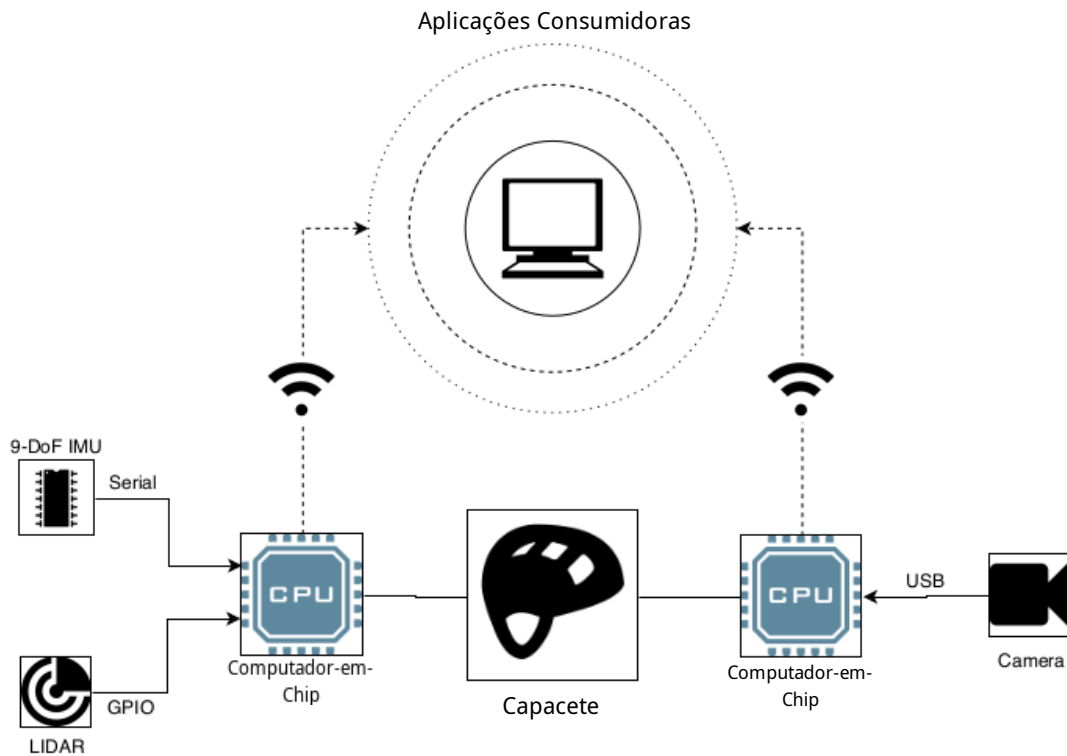 Aplicações Consumidoras
9-DoF IMU
Serial
CPU
Computador-em-
Chip
GPIO
LIDAR
Capacete
CPU
Computador-em-
Chip
USB
Camera